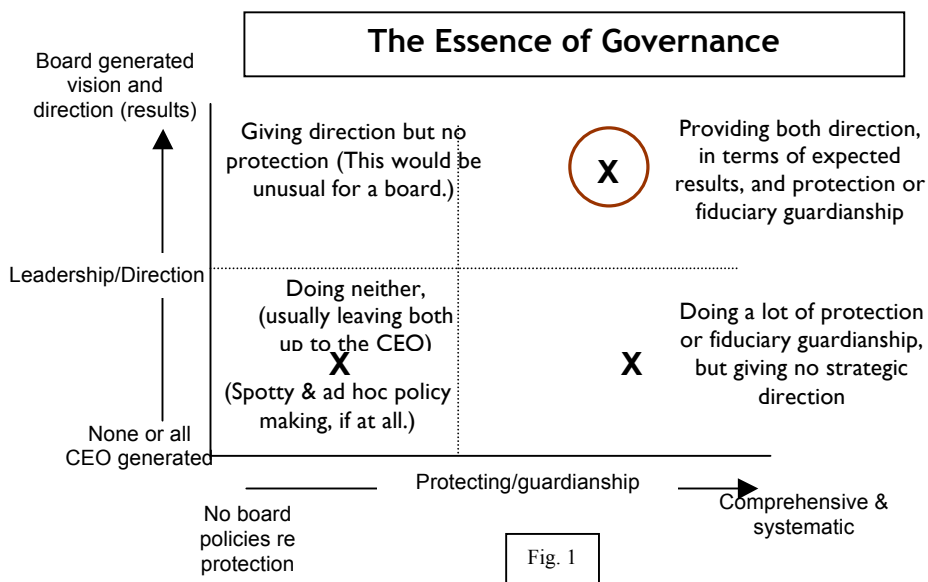 The Essence of Governance
Board generated
vision and
direction (results)
Giving direction but no
protection (This would be
unusual for a board.)
X
Providing both direction,
in terms of expected
results, and protection or
fiduciary guardianship
Leadership/Direction
Doing neither,
(usually leaving both
up to the CEO)
X
(Spotty & ad hoc policy
making, if at all.)
X
Doing a lot of protection
or fiduciary guardianship,
but giving no strategic
direction
None or all
CEO generated
Protecting/guardianship
No board
policies re
protection
Comprehensive &
systematic
Fig. 1